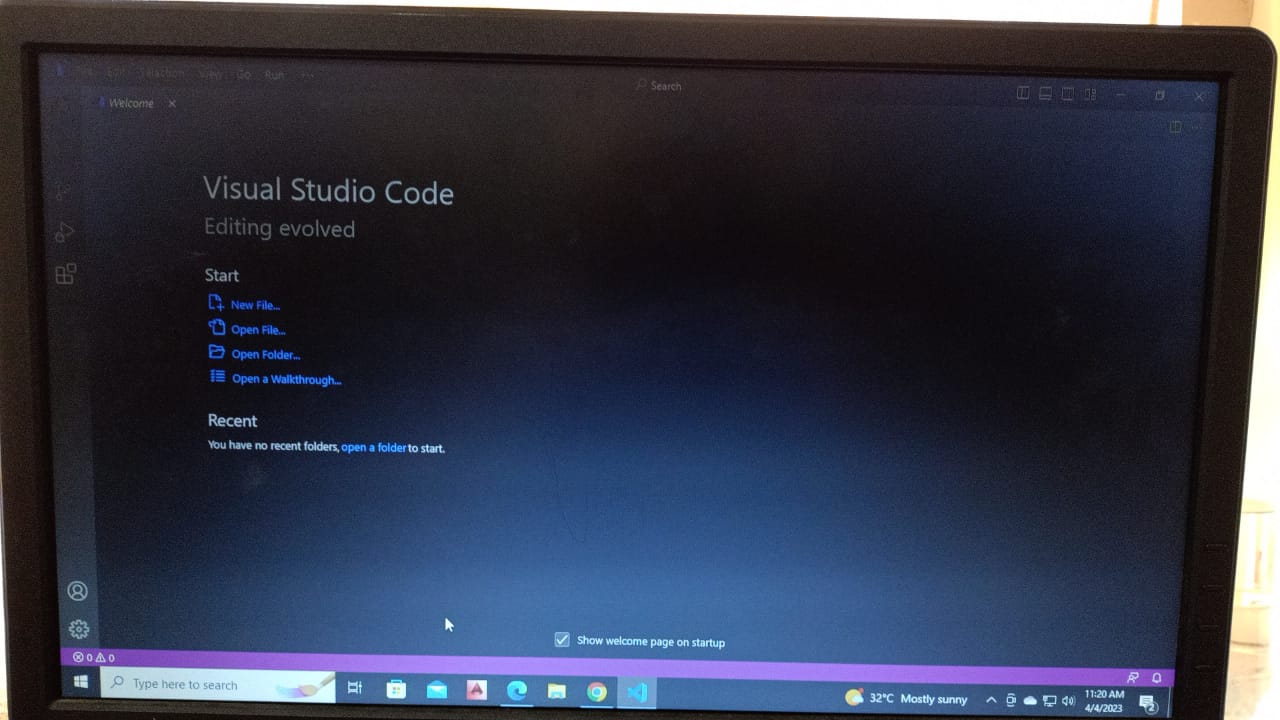 File Edit Selection View Go Run ...
Search
Welcome
Visual Studio Code
Editing evolved
Start
New File...
Open File...
Open Folder...
Open a Walkthrough...
Recent
You have no recent folders, open a folder to start.
Show welcome page on startup
0 0
Type here to search
32°C Mostly sunny
11:20 AM
4/4/2023
2